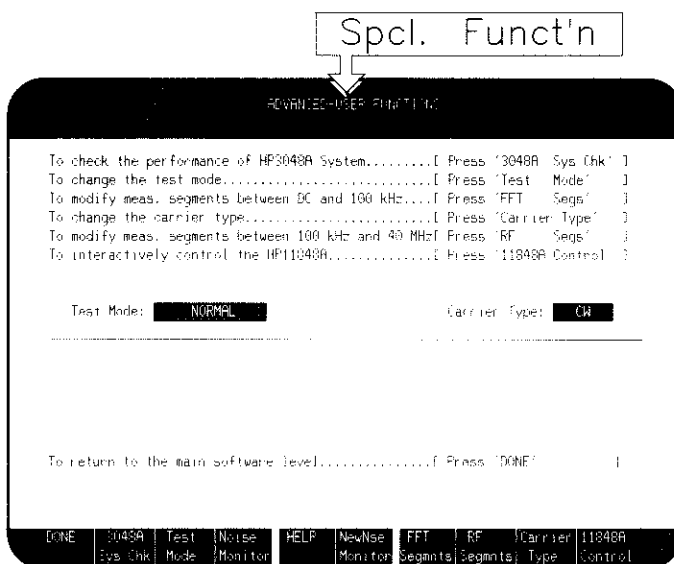 Spcl. Funct'n
ADVANCED-USER FUNCTIONS
To check the performance of HP3048A System.........[ Press '3048A Sys Chk' ]
To change the test mode............................[ Press 'Test Mode' ]
To modify meas. segments between DC and 100 kHz....[ Press 'FFT Segs' ]
To change the carrier type.........................[ Press 'Carrier Type' ]
To modify meas. segments between 100 kHz and 40 MHz[ Press 'RF Segs' ]
To interactively control the HP11848A..............[ Press '11848A Control ]
Test Mode: NORMAL Carrier Type: CW
To return to the main software level...............[ Press 'DONE' ]
DONE 3048A Test Noise HELP NewNse FFT RF Carrier 11848A
Sys Chk Mode Monitor Monitor Segmnts Segmnts Type Control